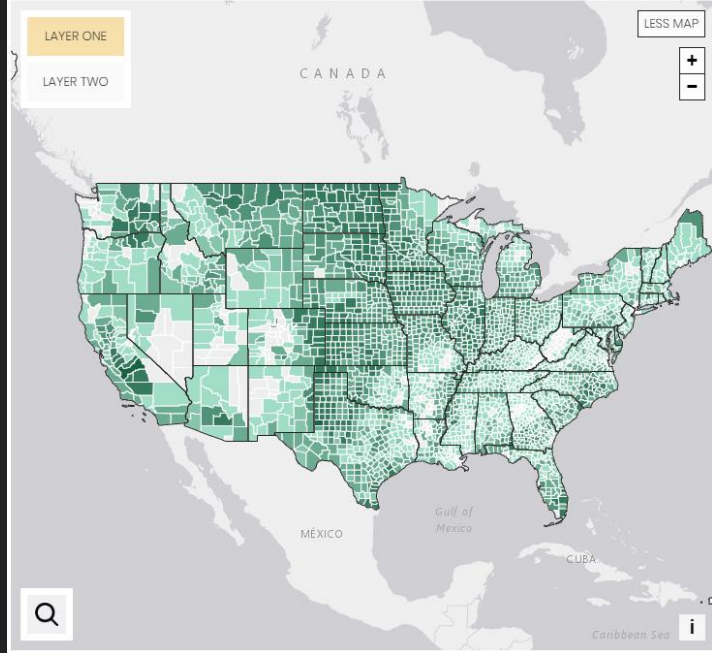 LAYER ONE
LAYER TWO
LESS MAP
+
−
CANADA
Gulf of
Mexico
MÉXICO
CUBA
Caribbean Sea
i